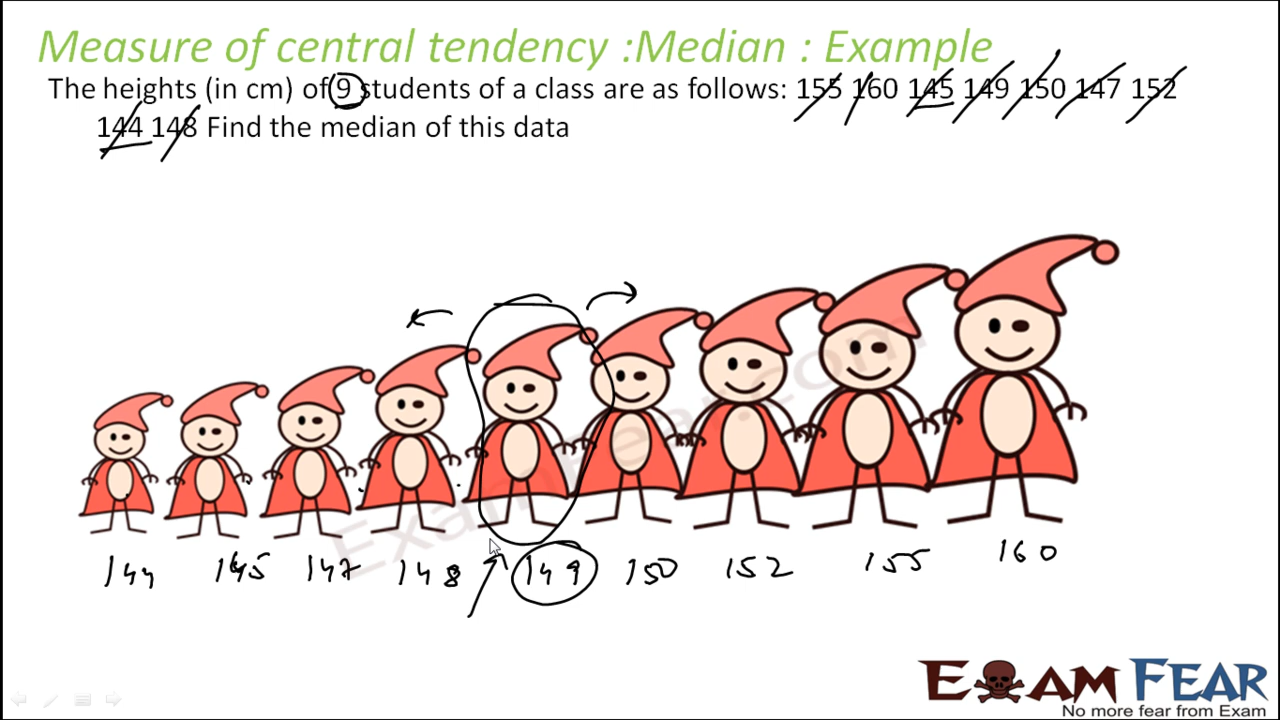 Measure of central tendency :Median : Example
The heights (in cm) of 9 students of a class are as follows: 155 160 145 149 150 147 152
144 148 Find the median of this data
Examfear.com
144 145 147 148 149 150 152 155 160
EXAM FEAR
No more fear from Exam